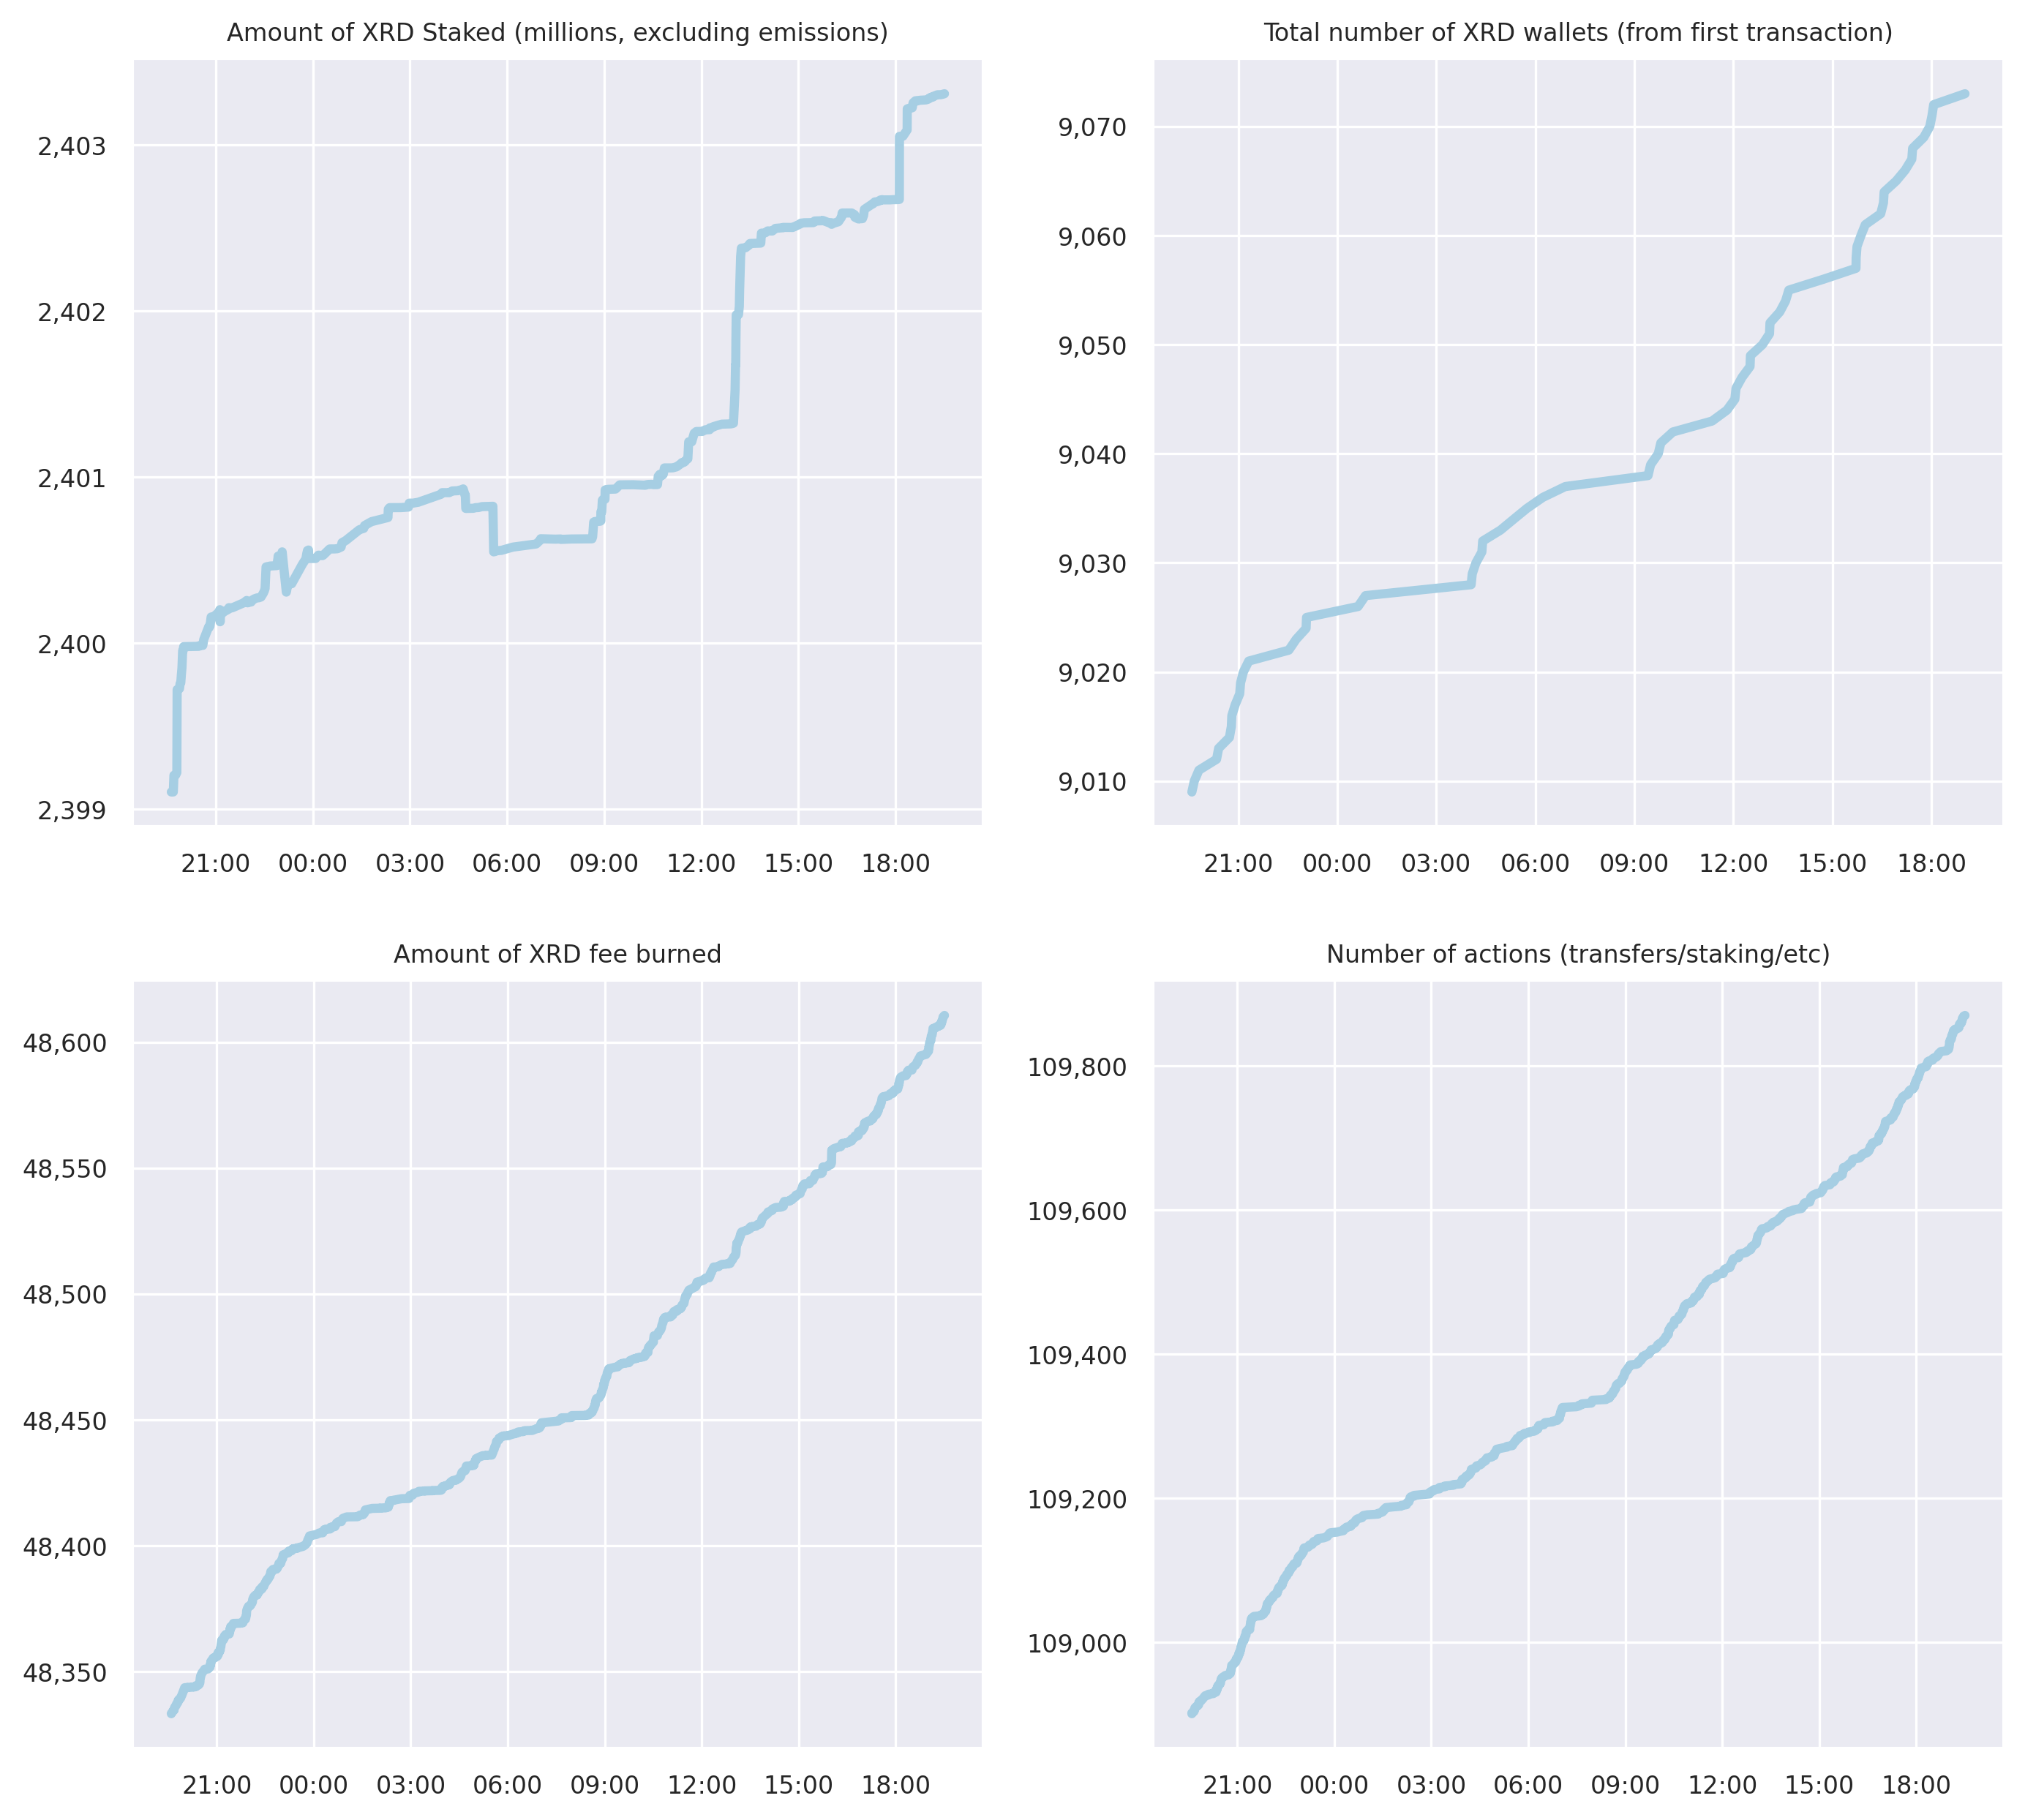 Amount of XRD Staked (millions, excluding emissions)
2,403
2,402
2,401
2,400
2,399
21:00 00:00 03:00 06:00 09:00 12:00 15:00 18:00
Total number of XRD wallets (from first transaction)
9,070
9,060
9,050
9,040
9,030
9,020
9,010
21:00 00:00 03:00 06:00 09:00 12:00 15:00 18:00
Amount of XRD fee burned
48,600
48,550
48,500
48,450
48,400
48,350
21:00 00:00 03:00 06:00 09:00 12:00 15:00 18:00
Number of actions (transfers/staking/etc)
109,800
109,600
109,400
109,200
109,000
21:00 00:00 03:00 06:00 09:00 12:00 15:00 18:00